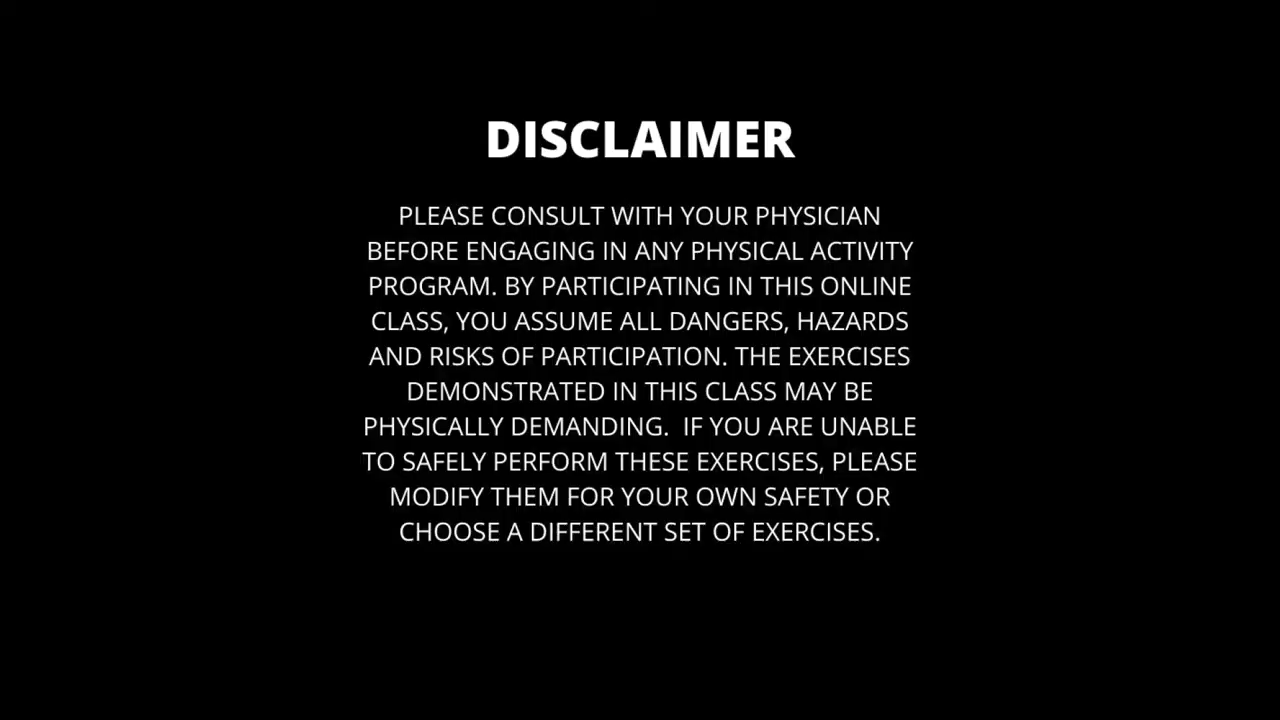 DISCLAIMER
PLEASE CONSULT WITH YOUR PHYSICIAN
BEFORE ENGAGING IN ANY PHYSICAL ACTIVITY
PROGRAM. BY PARTICIPATING IN THIS ONLINE
CLASS, YOU ASSUME ALL DANGERS, HAZARDS
AND RISKS OF PARTICIPATION. THE EXERCISES
DEMONSTRATED IN THIS CLASS MAY BE
PHYSICALLY DEMANDING.  IF YOU ARE UNABLE
TO SAFELY PERFORM THESE EXERCISES, PLEASE
MODIFY THEM FOR YOUR OWN SAFETY OR
CHOOSE A DIFFERENT SET OF EXERCISES.